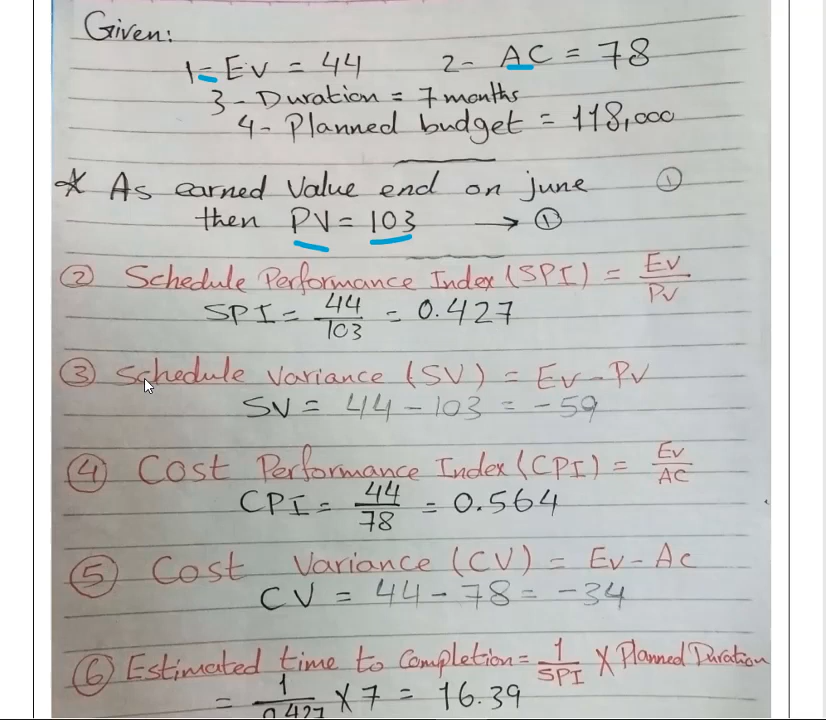 Given:
1- EV = 44 2- AC = 78
3- Duration = 7 months
4- Planned budget = 118,000
* As earned Value end on june ①
then PV = 103 → ①
② Schedule Performance Index (SPI) = EV/PV
SPI = 44/103 = 0.427
③ Schedule Variance (SV) = EV - PV
SV = 44 - 103 = -59
④ Cost Performance Index (CPI) = EV/AC
CPI = 44/78 = 0.564
⑤ Cost Variance (CV) = EV - AC
CV = 44 - 78 = -34
⑥ Estimated time to Completion = 1/SPI X Planned Duration
= 1/0.427 X 7 = 16.39